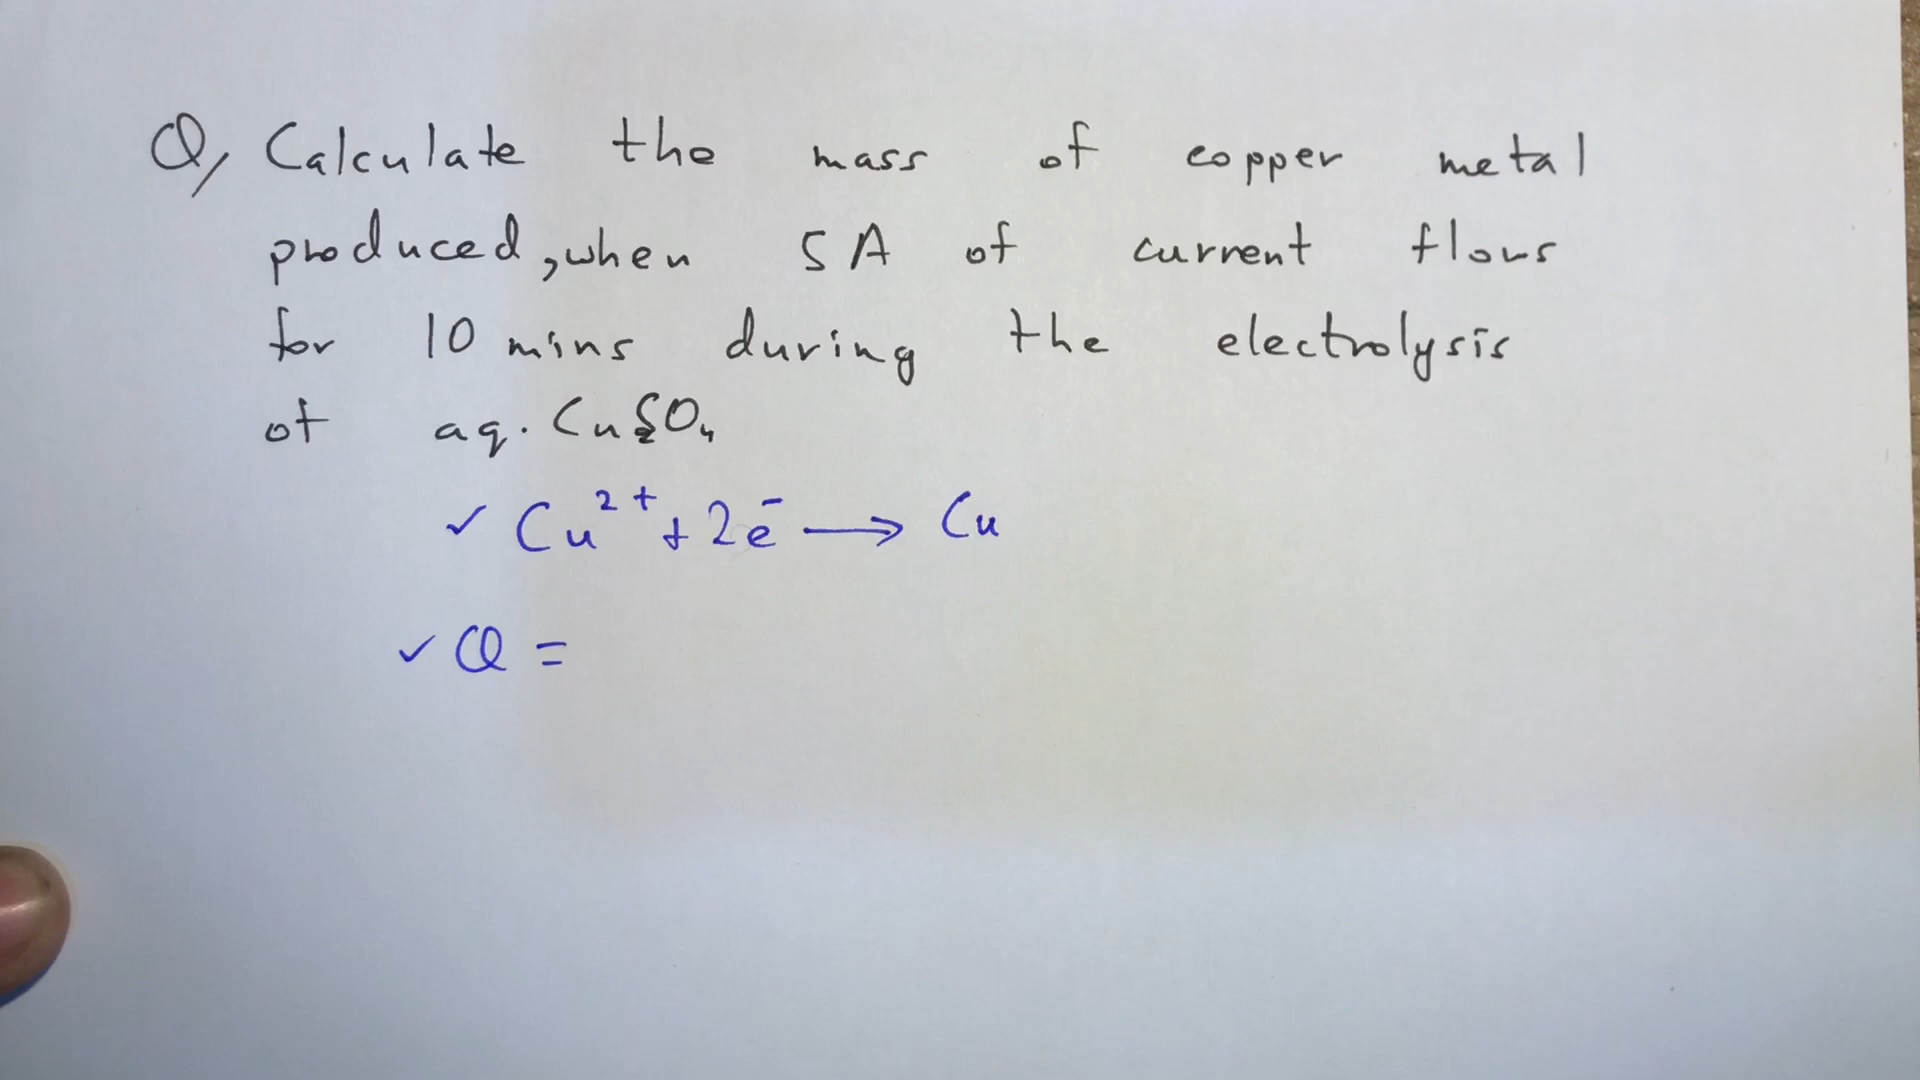 Q, Calculate the mass of copper metal
produced, when 5 A of current flows
for 10 mins during the electrolysis
of aq. CuSO₄
✓ Cu²⁺ + 2e⁻ → Cu
✓ Q =